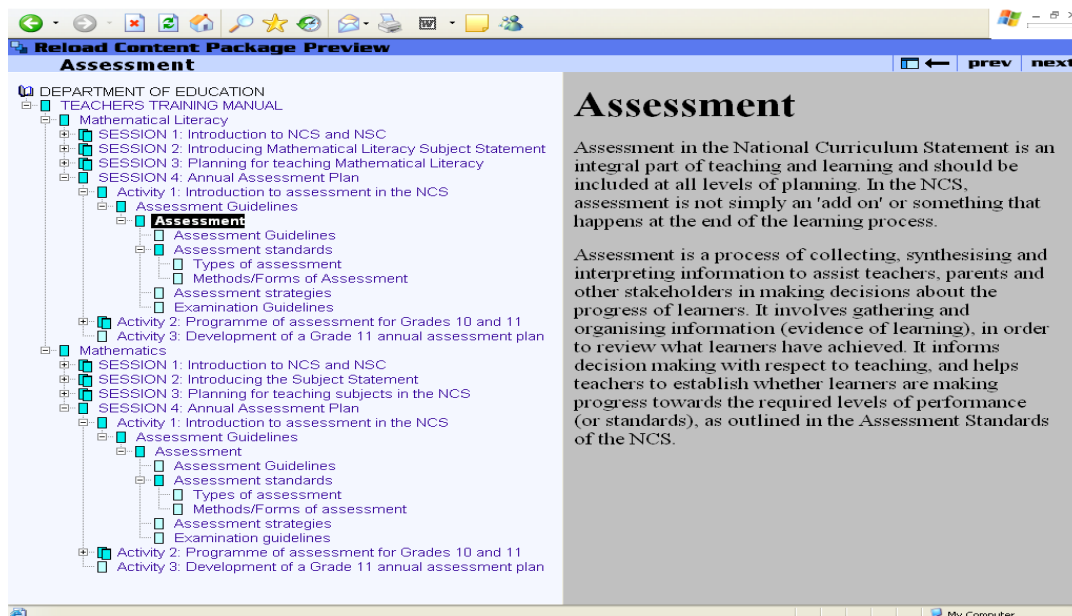 Reload Content Package Preview
Assessment
prev next
DEPARTMENT OF EDUCATION
TEACHERS TRAINING MANUAL
Mathematical Literacy
SESSION 1: Introduction to NCS and NSC
SESSION 2: Introducing Mathematical Literacy Subject Statement
SESSION 3: Planning for teaching Mathematical Literacy
SESSION 4: Annual Assessment Plan
Activity 1: Introduction to assessment in the NCS
Assessment Guidelines
Assessment
Assessment Guidelines
Assessment standards
Types of assessment
Methods/Forms of Assessment
Assessment strategies
Examination Guidelines
Activity 2: Programme of assessment for Grades 10 and 11
Activity 3: Development of a Grade 11 annual assessment plan
Mathematics
SESSION 1: Introduction to NCS and NSC
SESSION 2: Introducing the Subject Statement
SESSION 3: Planning for teaching subjects in the NCS
SESSION 4: Annual Assessment Plan
Activity 1: Introduction to assessment in the NCS
Assessment Guidelines
Assessment
Assessment Guidelines
Assessment standards
Types of assessment
Methods/Forms of assessment
Assessment strategies
Examination guidelines
Activity 2: Programme of assessment for Grades 10 and 11
Activity 3: Development of a Grade 11 annual assessment plan
Assessment
Assessment in the National Curriculum Statement is an
integral part of teaching and learning and should be
included at all levels of planning. In the NCS,
assessment is not simply an 'add on' or something that
happens at the end of the learning process.
Assessment is a process of collecting, synthesising and
interpreting information to assist teachers, parents and
other stakeholders in making decisions about the
progress of learners. It involves gathering and
organising information (evidence of learning), in order
to review what learners have achieved. It informs
decision making with respect to teaching, and helps
teachers to establish whether learners are making
progress towards the required levels of performance
(or standards), as outlined in the Assessment Standards
of the NCS.
My Computer